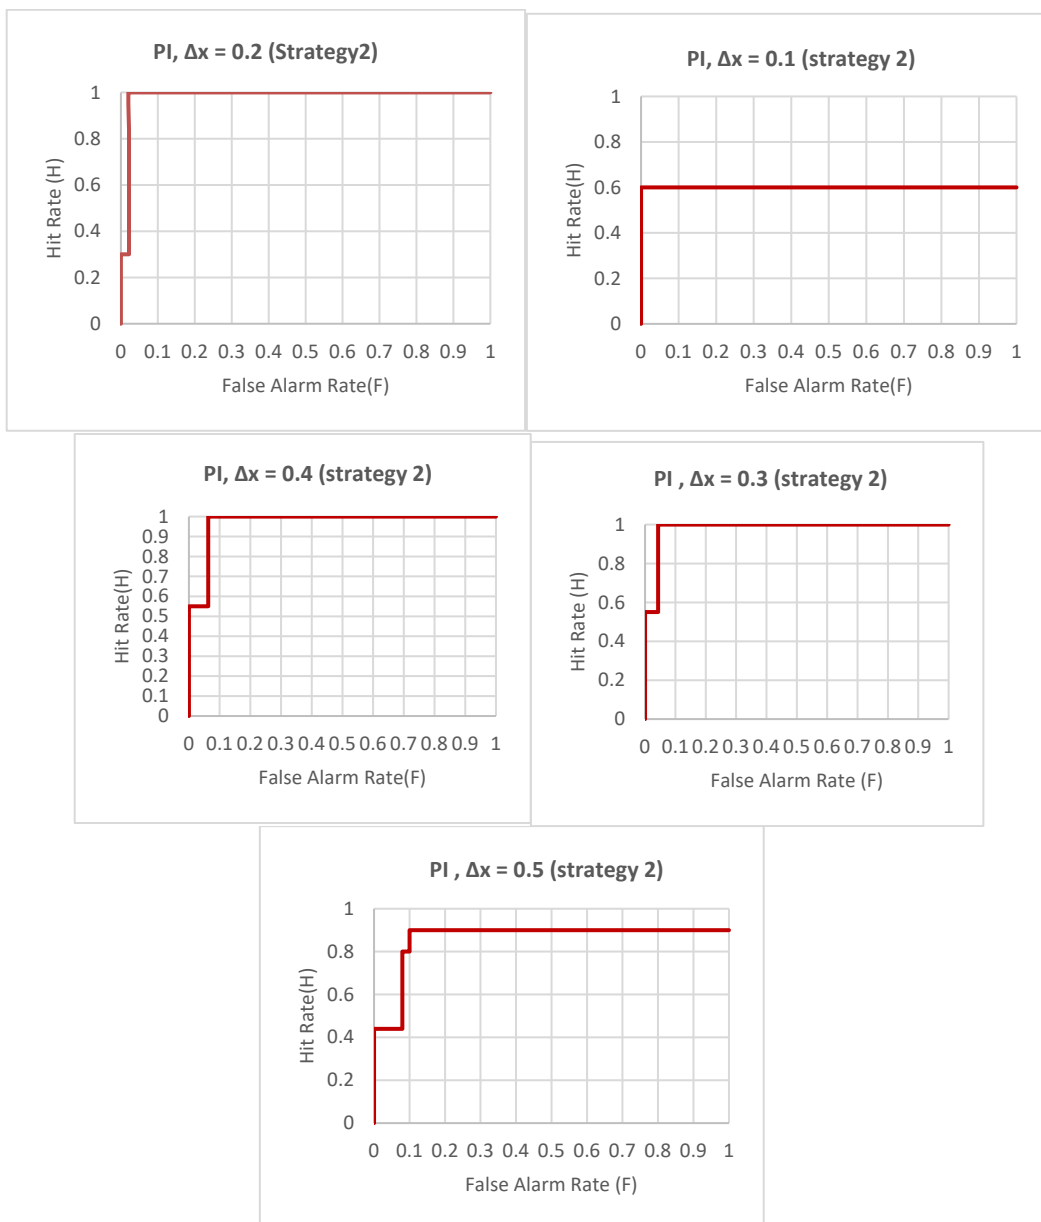 PI, Δx = 0.2 (Strategy2)
1
0.8
0.6
0.4
0.2
0
Hit Rate (H)
0 0.1 0.2 0.3 0.4 0.5 0.6 0.7 0.8 0.9 1
False Alarm Rate(F)
PI, Δx = 0.1 (strategy 2)
1
0.8
0.6
0.4
0.2
0
Hit Rate(H)
0 0.1 0.2 0.3 0.4 0.5 0.6 0.7 0.8 0.9 1
False Alarm Rate(F)
PI, Δx = 0.4 (strategy 2)
1
0.9
0.8
0.7
0.6
0.5
0.4
0.3
0.2
0.1
0
Hit Rate(H)
0 0.1 0.2 0.3 0.4 0.5 0.6 0.7 0.8 0.9 1
False Alarm Rate(F)
PI , Δx = 0.3 (strategy 2)
1
0.8
0.6
0.4
0.2
0
Hit Rate (H)
0 0.1 0.2 0.3 0.4 0.5 0.6 0.7 0.8 0.9 1
False Alarm Rate (F)
PI , Δx = 0.5 (strategy 2)
1
0.8
0.6
0.4
0.2
0
Hit Rate(H)
0 0.1 0.2 0.3 0.4 0.5 0.6 0.7 0.8 0.9 1
False Alarm Rate (F)